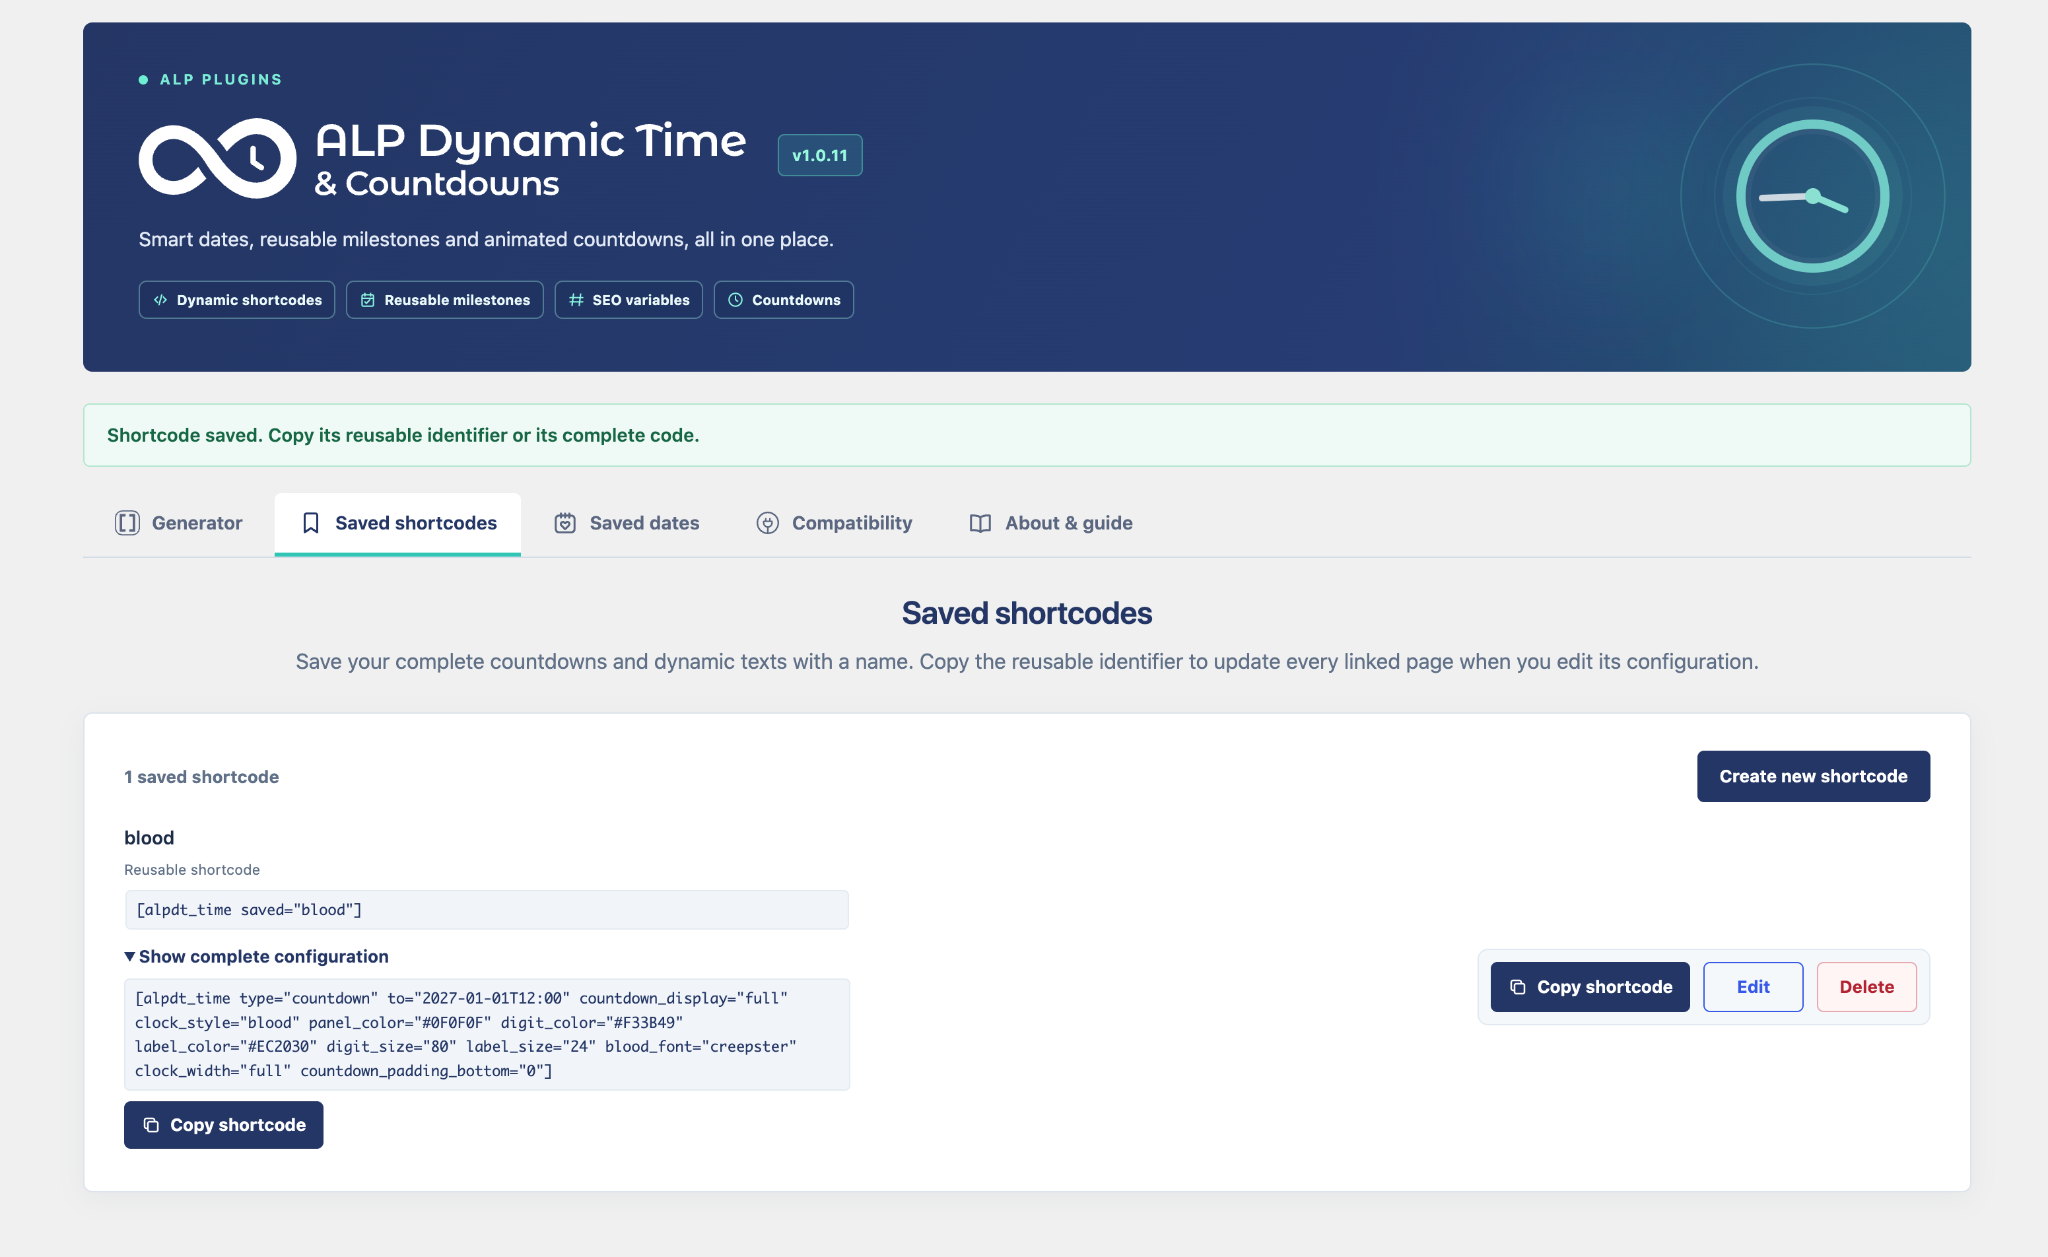 ALP PLUGINS
ALP Dynamic Time
& Countdowns
v1.0.11
Smart dates, reusable milestones and animated countdowns, all in one place.
Dynamic shortcodes
Reusable milestones
SEO variables
Countdowns
Shortcode saved. Copy its reusable identifier or its complete code.
Generator
Saved shortcodes
Saved dates
Compatibility
About & guide
Saved shortcodes
Save your complete countdowns and dynamic texts with a name. Copy the reusable identifier to update every linked page when you edit its configuration.
1 saved shortcode
Create new shortcode
blood
Reusable shortcode
[alpdt_time saved="blood"]
Show complete configuration
[alpdt_time type="countdown" to="2027-01-01T12:00" countdown_display="full"
clock_style="blood" panel_color="#0F0F0F" digit_color="#F33B49"
label_color="#EC2030" digit_size="80" label_size="24" blood_font="creepster"
clock_width="full" countdown_padding_bottom="0"]
Copy shortcode
Edit
Delete
Copy shortcode